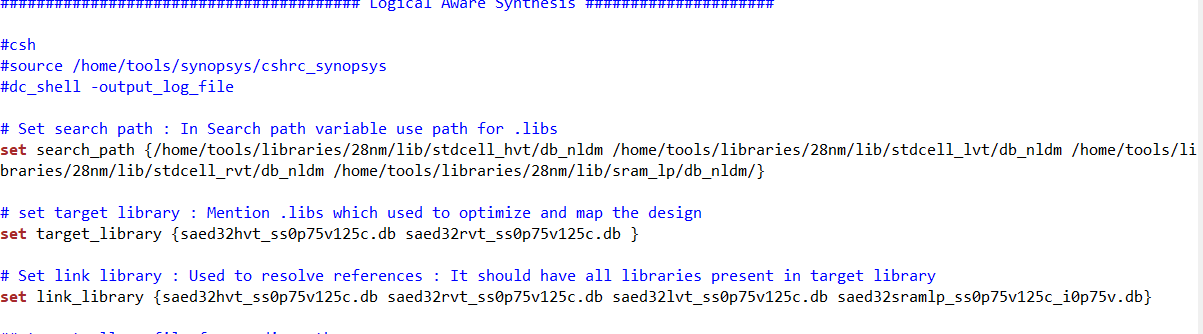 ######################################## Logical Aware Synthesis #####################
#csh
#source /home/tools/synopsys/cshrc_synopsys
#dc_shell -output_log_file
# Set search path : In Search path variable use path for .libs
set search_path {/home/tools/libraries/28nm/lib/stdcell_hvt/db_nldm /home/tools/libraries/28nm/lib/stdcell_lvt/db_nldm /home/tools/li
braries/28nm/lib/stdcell_rvt/db_nldm /home/tools/libraries/28nm/lib/sram_lp/db_nldm/}
# set target library : Mention .libs which used to optimize and map the design
set target_library {saed32hvt_ss0p75v125c.db saed32rvt_ss0p75v125c.db }
# Set link library : Used to resolve references : It should have all libraries present in target library
set link_library {saed32hvt_ss0p75v125c.db saed32rvt_ss0p75v125c.db saed32lvt_ss0p75v125c.db saed32sramlp_ss0p75v125c_i0p75v.db}